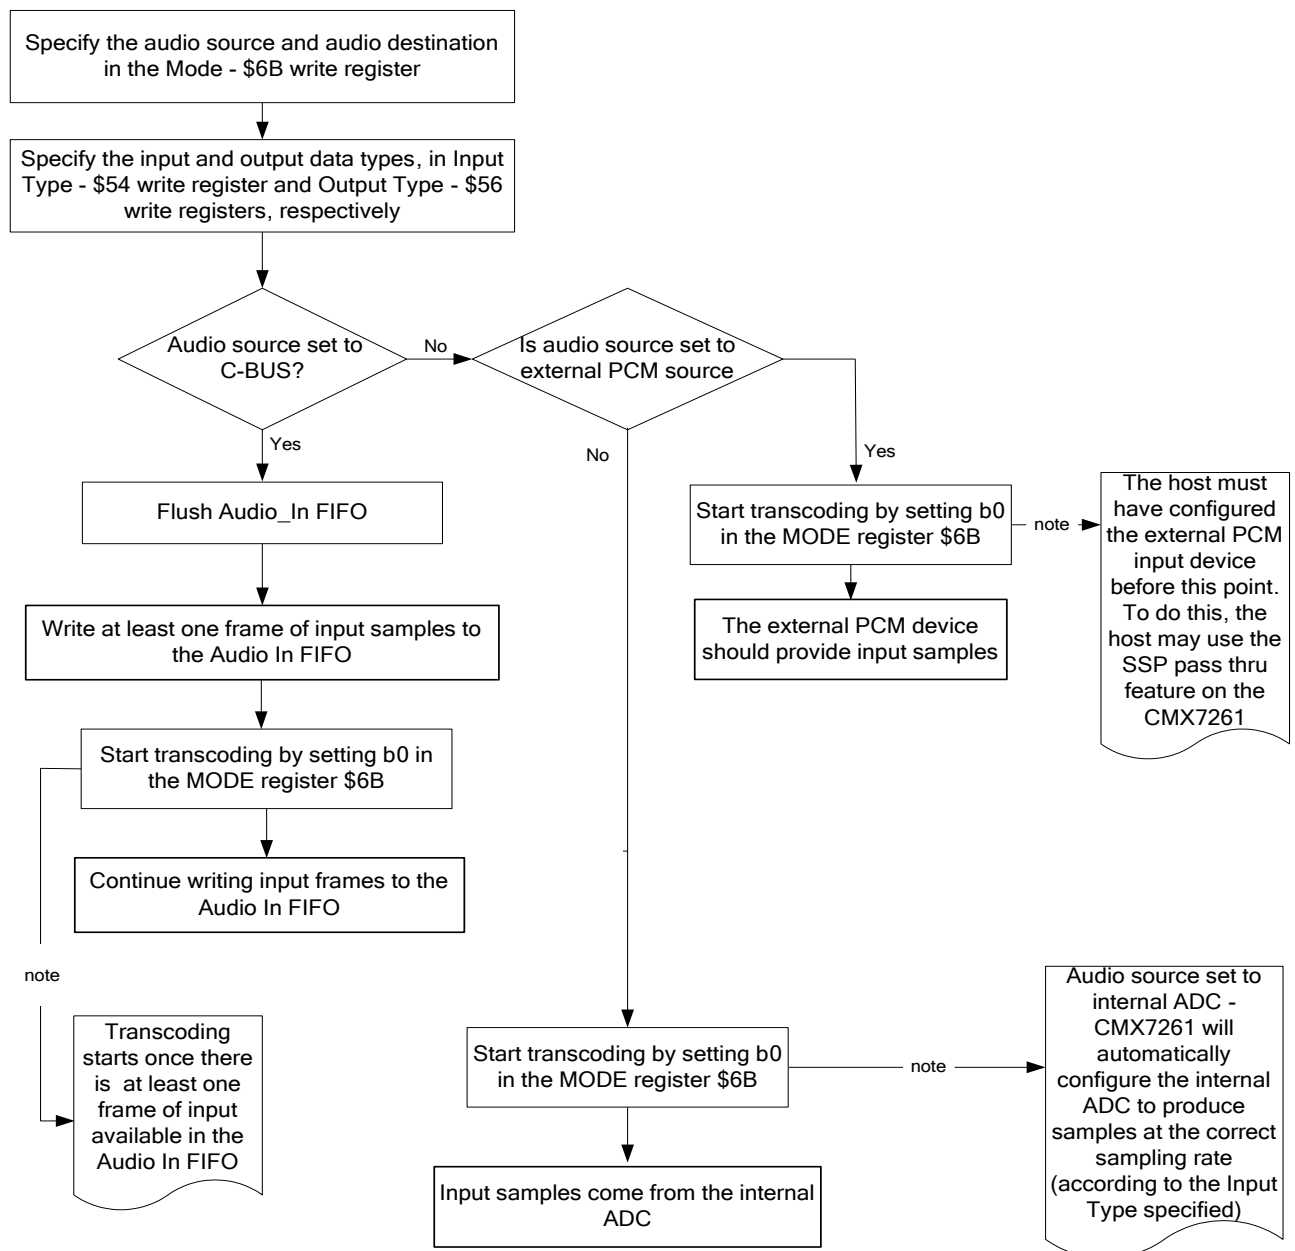 Specify the audio source and audio destination
in the Mode - $6B write register
Specify the input and output data types, in Input
Type - $54 write register and Output Type - $56
write registers, respectively
Audio source set to
C-BUS?
No
Is audio source set to
external PCM source
Yes
No
Yes
Flush Audio_In FIFO
Write at least one frame of input samples to
the Audio In FIFO
Start transcoding by setting b0 in
the MODE register $6B
Continue writing input frames to the
Audio In FIFO
note
Transcoding
starts once there
is at least one
frame of input
available in the
Audio In FIFO
Start transcoding by setting b0
in the MODE register $6B
note
The host must
have configured
the external PCM
input device
before this point.
To do this, the
host may use the
SSP pass thru
feature on the
CMX7261
The external PCM device
should provide input samples
Start transcoding by setting b0
in the MODE register $6B
note
Audio source set to
internal ADC -
CMX7261 will
automatically
configure the internal
ADC to produce
samples at the correct
sampling rate
(according to the Input
Type specified)
Input samples come from the internal
ADC